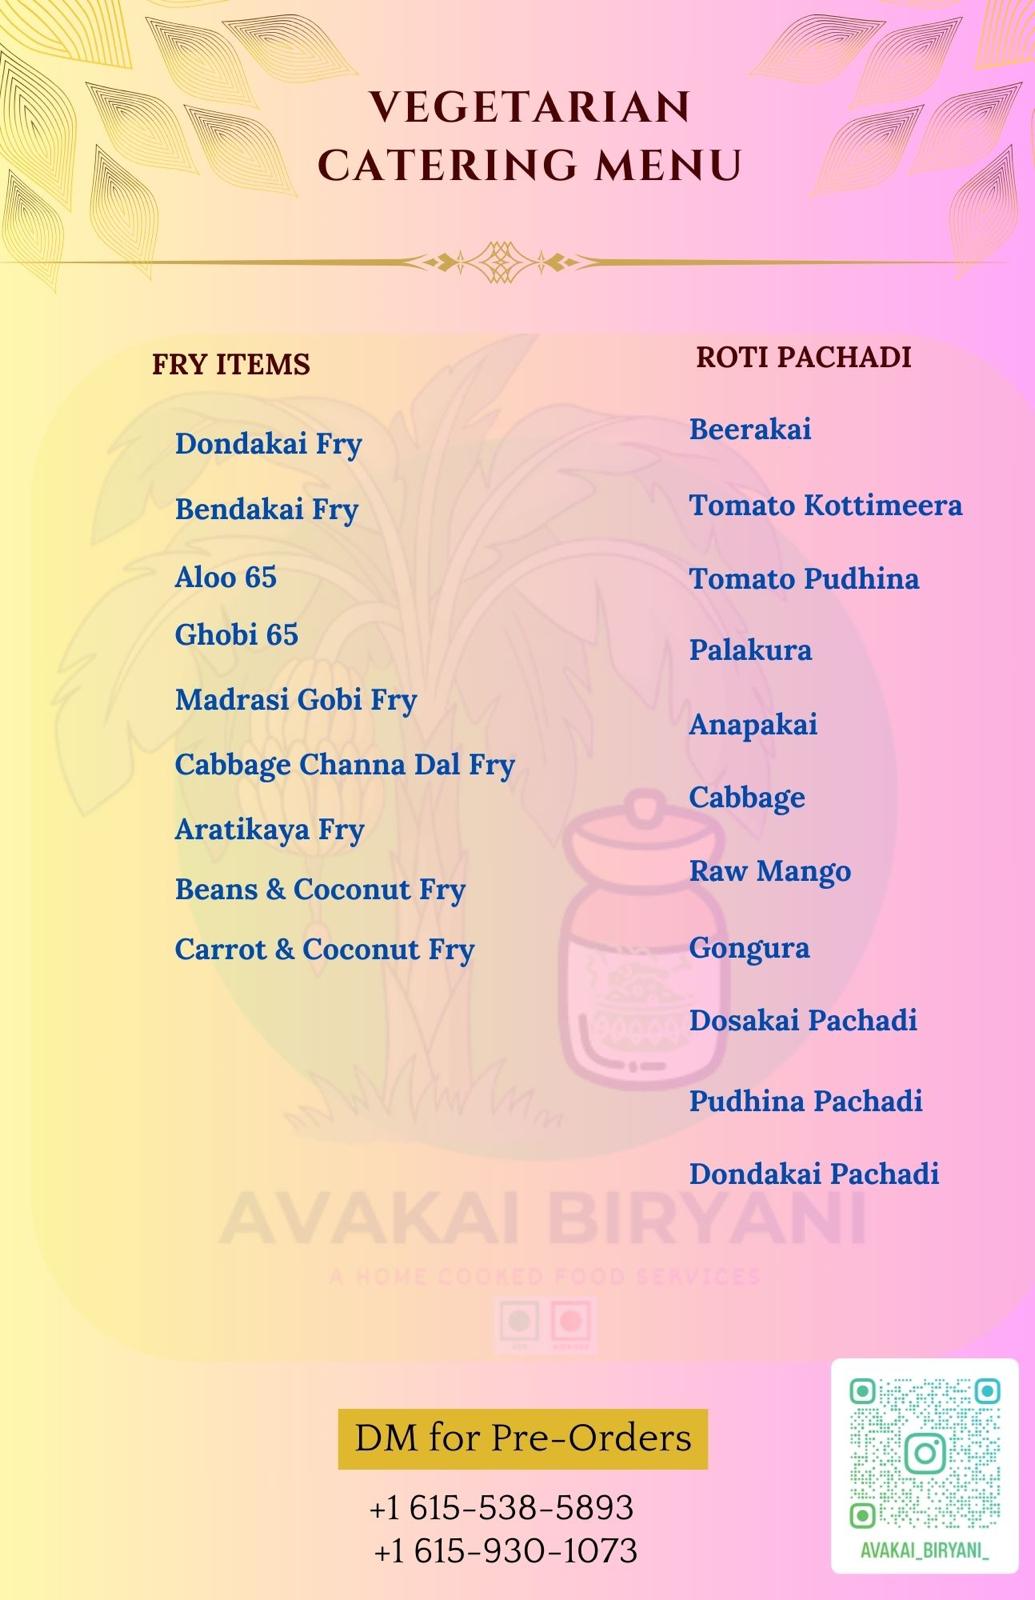 VEGETARIAN
CATERING MENU
FRY ITEMS
Dondakai Fry
Bendakai Fry
Aloo 65
Ghobi 65
Madrasi Gobi Fry
Cabbage Channa Dal Fry
Aratikaya Fry
Beans & Coconut Fry
Carrot & Coconut Fry
ROTI PACHADI
Beerakai
Tomato Kottimeera
Tomato Pudhina
Palakura
Anapakai
Cabbage
Raw Mango
Gongura
Dosakai Pachadi
Pudhina Pachadi
Dondakai Pachadi
AVAKAI BIRYANI
A HOME COOKED FOOD SERVICES
DM for Pre-Orders
+1 615-538-5893
+1 615-930-1073
AVAKAI_BIRYANI_